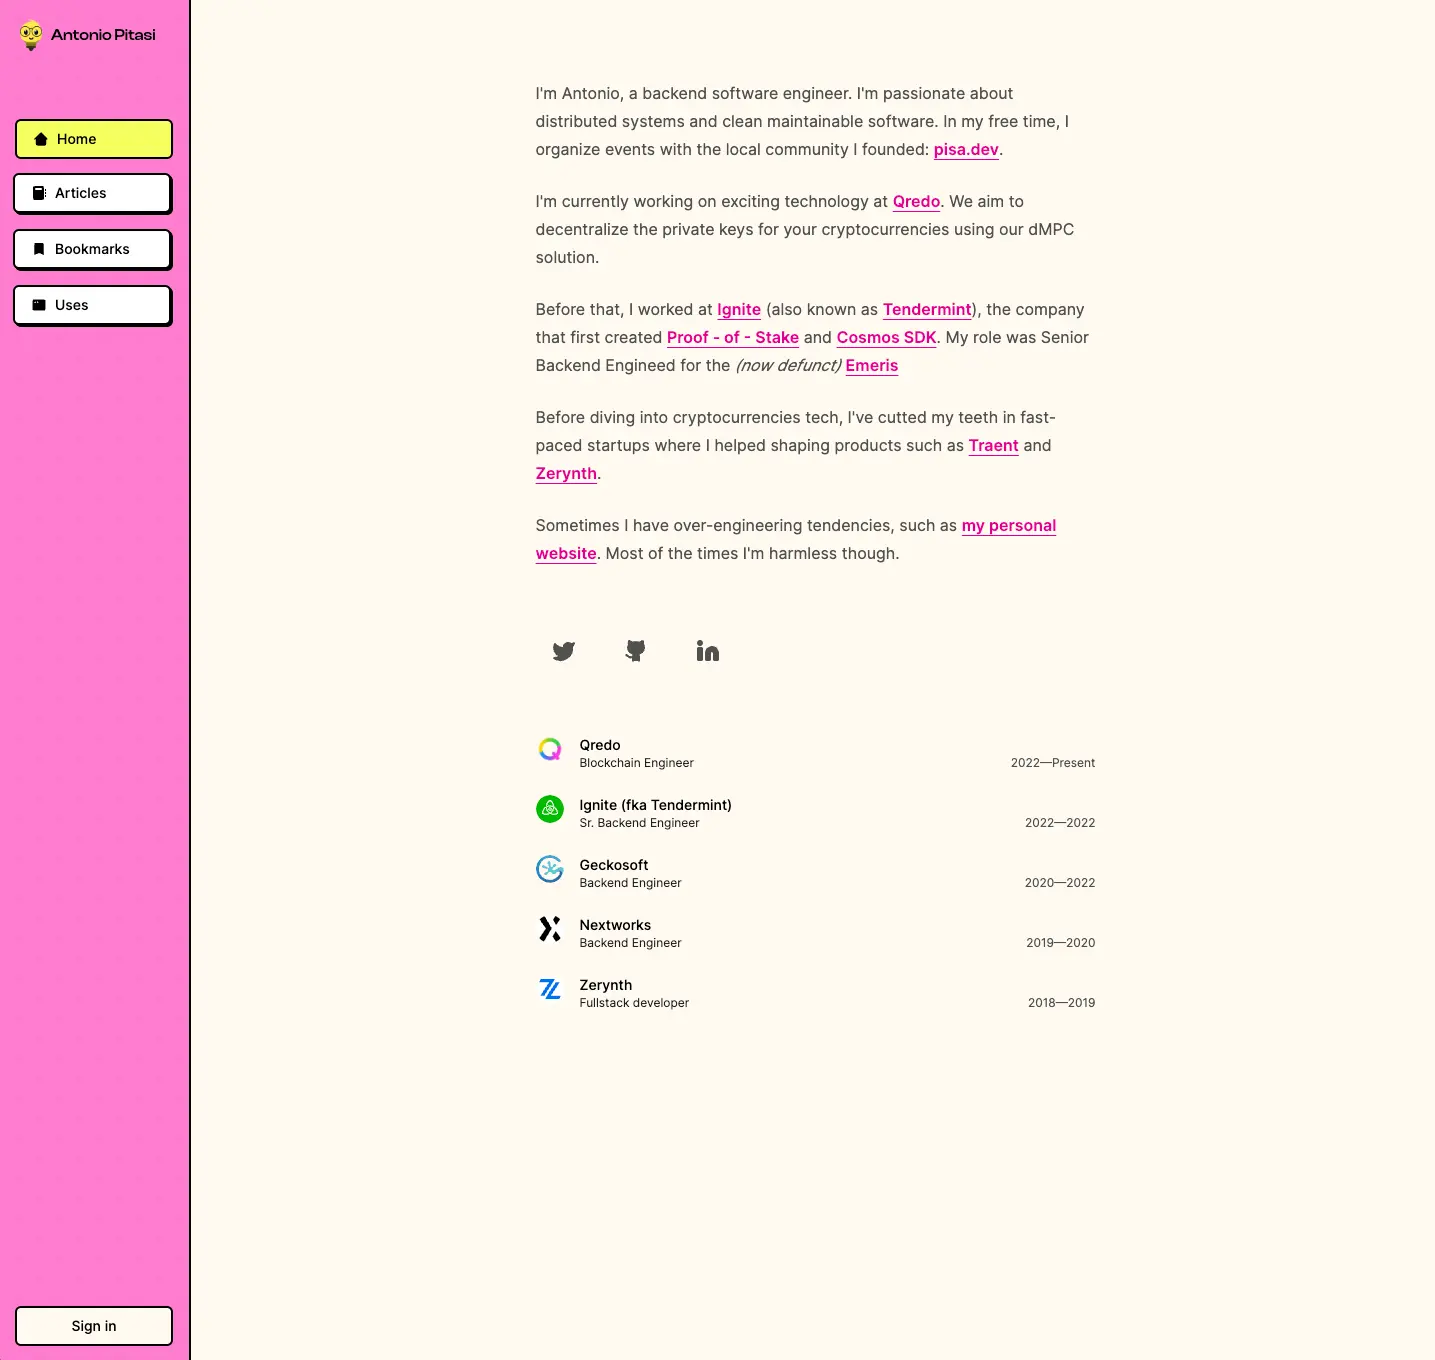 Antonio Pitasi
Home
Articles
Bookmarks
Uses
Sign in
I'm Antonio, a backend software engineer. I'm passionate about
distributed systems and clean maintainable software. In my free time, I
organize events with the local community I founded: pisa.dev.
I'm currently working on exciting technology at Qredo. We aim to
decentralize the private keys for your cryptocurrencies using our dMPC
solution.
Before that, I worked at Ignite (also known as Tendermint), the company
that first created Proof - of - Stake and Cosmos SDK. My role was Senior
Backend Engineed for the (now defunct) Emeris
Before diving into cryptocurrencies tech, I've cutted my teeth in fast-
paced startups where I helped shaping products such as Traent and
Zerynth.
Sometimes I have over-engineering tendencies, such as my personal
website. Most of the times I'm harmless though.
Qredo
Blockchain Engineer 2022—Present
Ignite (fka Tendermint)
Sr. Backend Engineer 2022—2022
Geckosoft
Backend Engineer 2020—2022
Nextworks
Backend Engineer 2019—2020
Zerynth
Fullstack developer 2018—2019